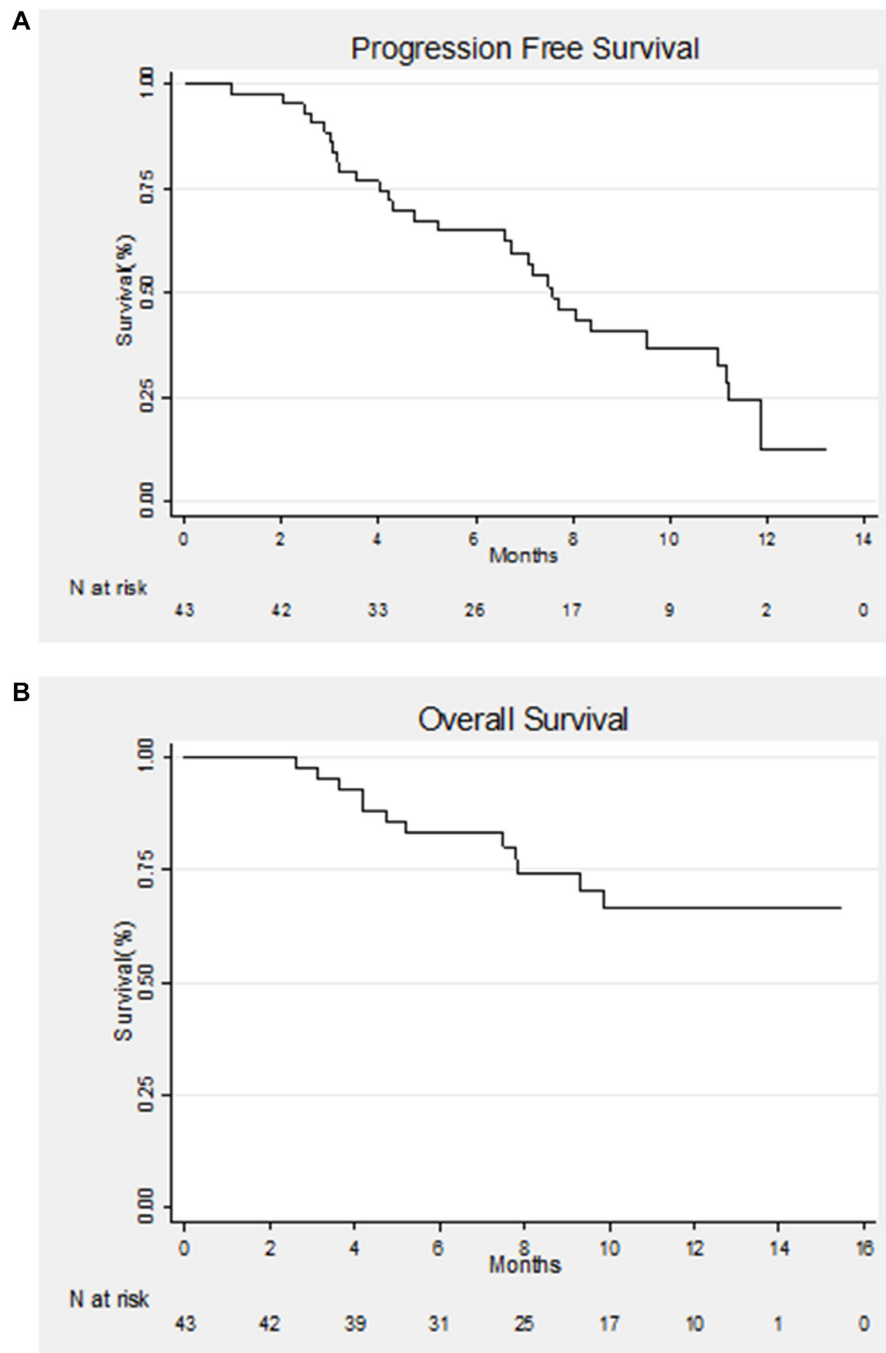 A
Progression Free Survival
1.00
0.75
0.50
0.25
0.00
Survival(%)
0 2 4 6 8 10 12 14
Months
N at risk
43 42 33 26 17 9 2 0
B
Overall Survival
1.00
0.75
0.50
0.25
0.00
Survival(%)
0 2 4 6 8 10 12 14 16
Months
N at risk
43 42 39 31 25 17 10 1 0